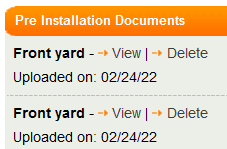 Pre Installation Documents
Front yard - ➝ View | ➝ Delete
Uploaded on: 02/24/22
Front yard - ➝ View | ➝ Delete
Uploaded on: 02/24/22